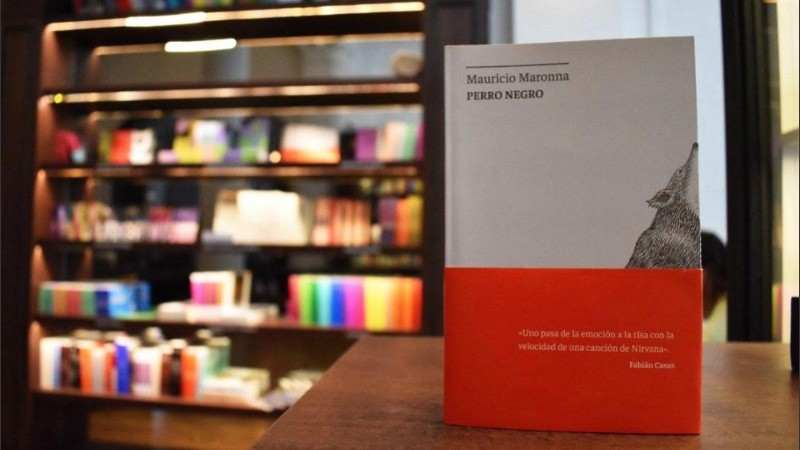 Mauricio Maronna
PERRO NEGRO
«Uno pasa de la emoción a la risa con la
velocidad de una canción de Nirvana».
Fabián Casas